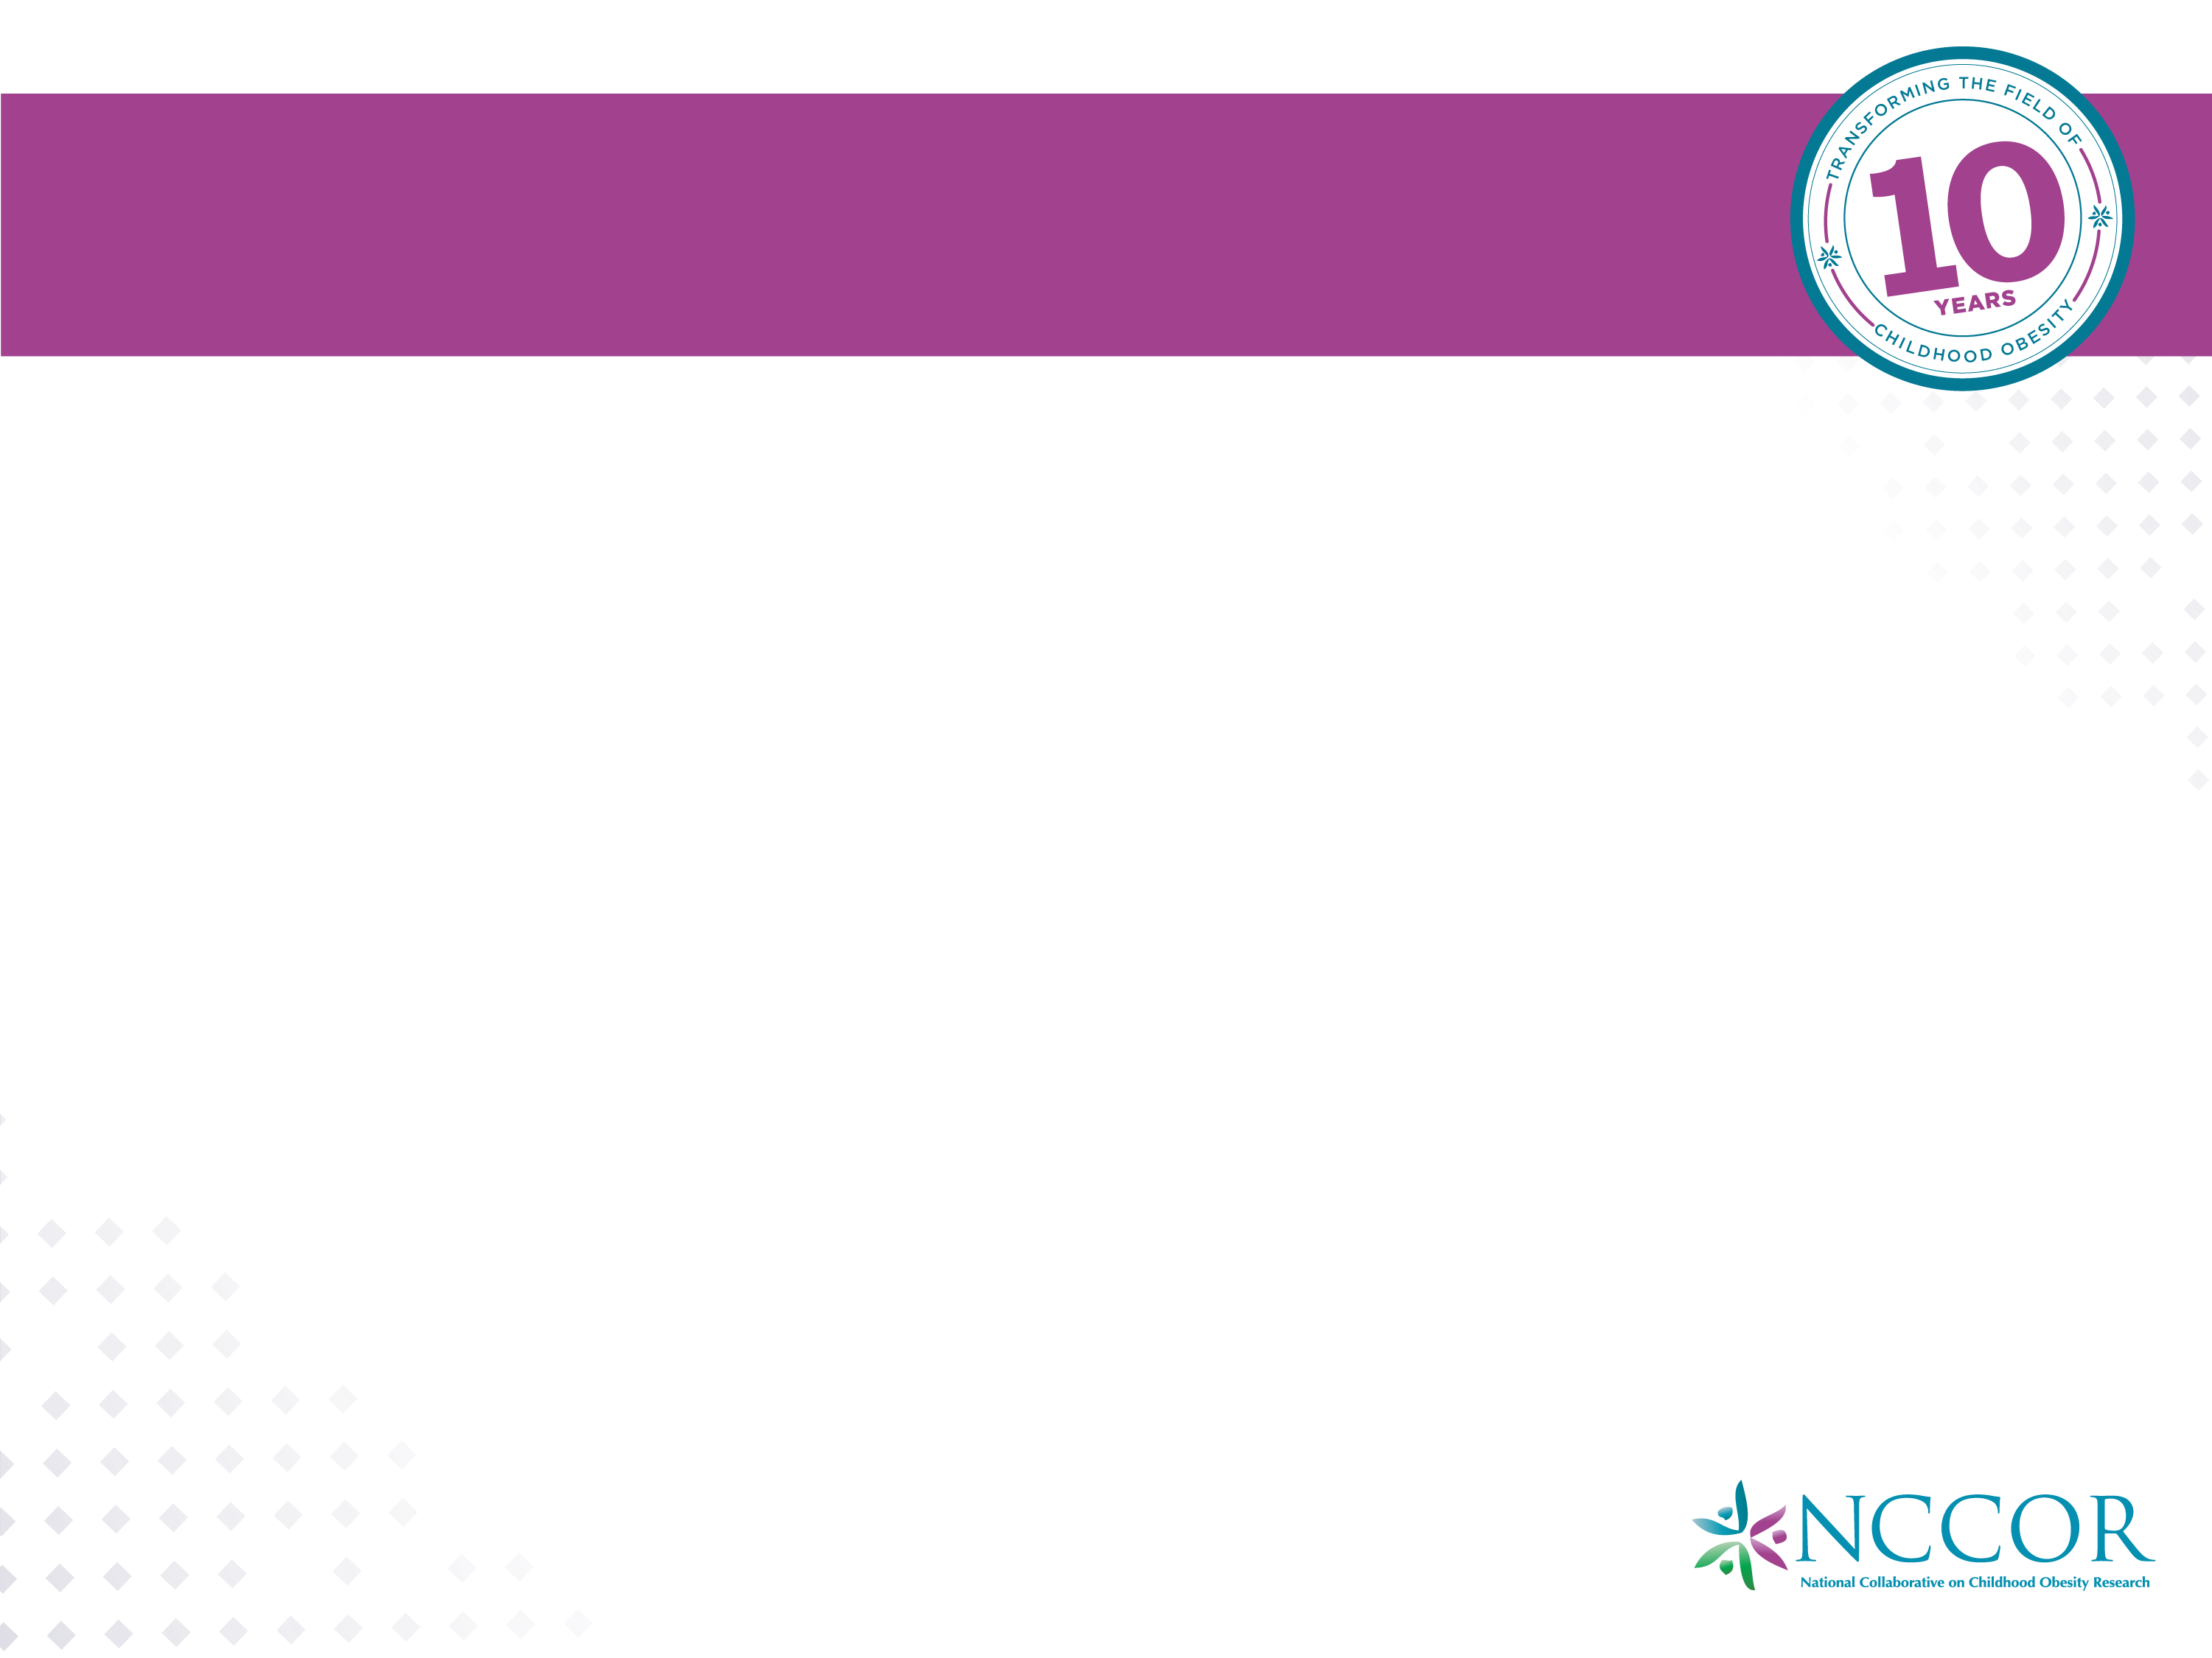 TRANSFORMING THE FIELD OF
10
YEARS
CHILDHOOD OBESITY
NCCOR
National Collaborative on Childhood Obesity Research